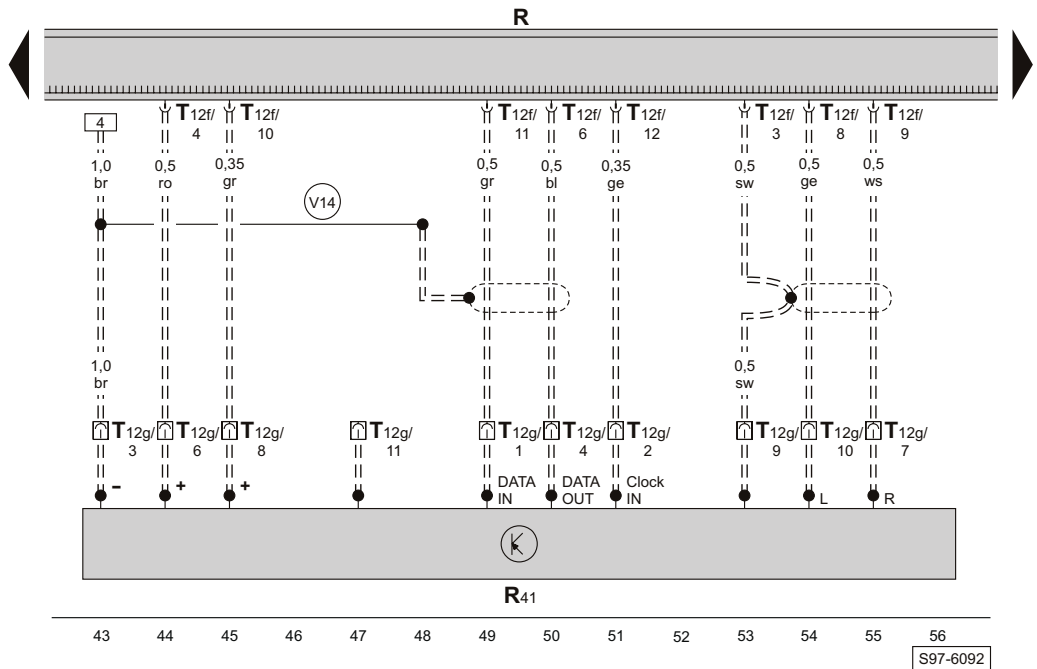 R
T12f/ T12f/ T12f/ T12f/ T12f/ T12f/ T12f/ T12f/
4 4 10 11 6 12 3 8 9
1,0 0,5 0,35 0,5 0,5 0,35 0,5 0,5 0,5
br ro gr gr bl ge sw ge ws
V14
1,0 0,5
br sw
T12g/ T12g/ T12g/ T12g/ T12g/ T12g/ T12g/ T12g/ T12g/ T12g/
3 6 8 11 1 4 2 9 10 7
- + + DATA DATA Clock
IN OUT IN L R
R41
43 44 45 46 47 48 49 50 51 52 53 54 55 56
S97-6092